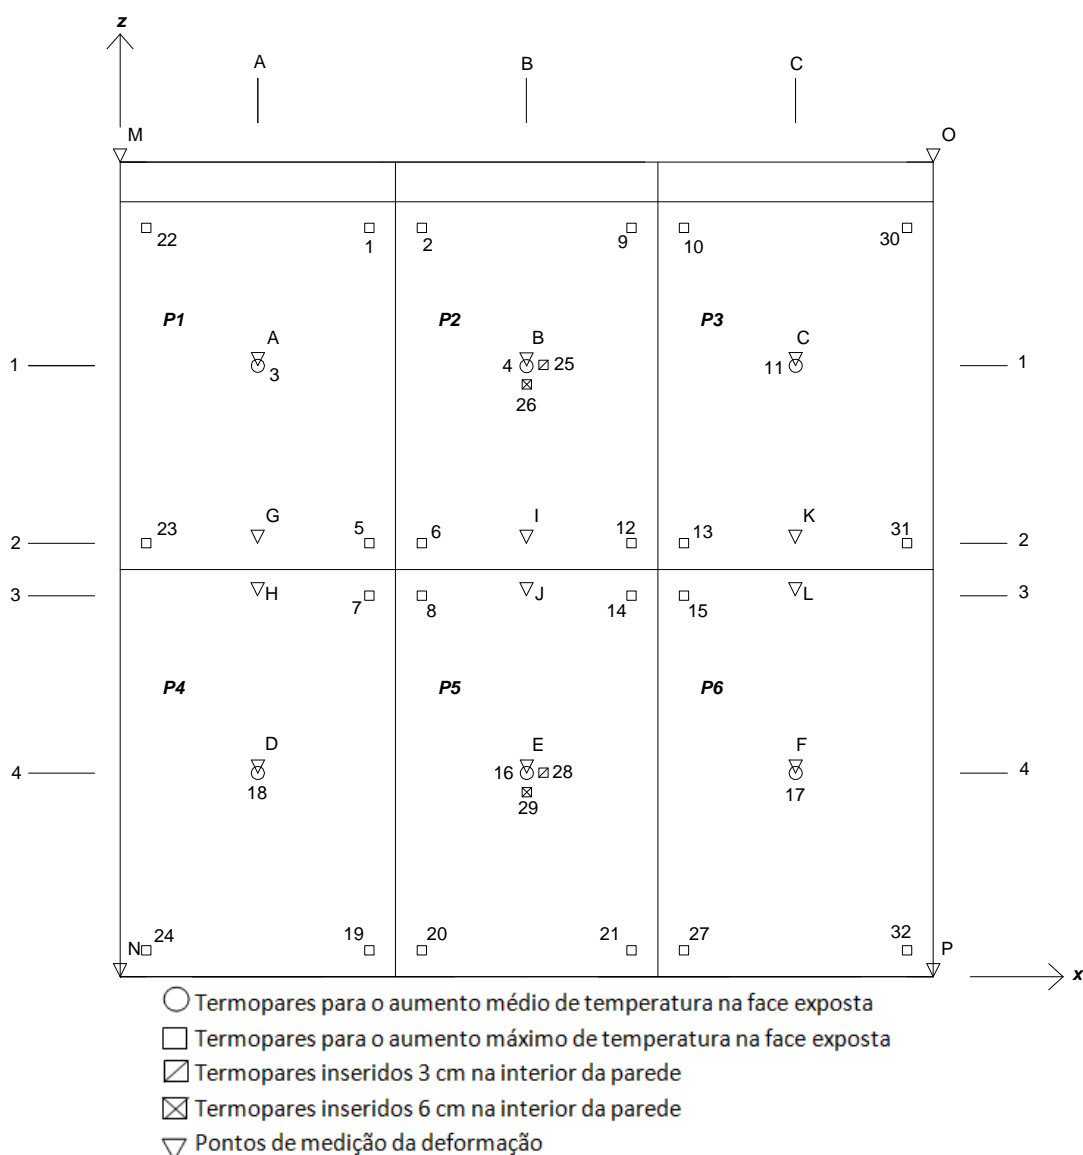 z
A B C
M O
22 1 2 9 10 30
P1 P2 P3
A B C
1 3 4 25 11 1
26
23 G 5 6 I 12 13 K 31
2 2
3 H 7 8 J 14 15 L 3
P4 P5 P6
D E F
4 18 16 28 17 4
29
N 24 19 20 21 27 32 P
x
Termopares para o aumento médio de temperatura na face exposta
Termopares para o aumento máximo de temperatura na face exposta
Termopares inseridos 3 cm na interior da parede
Termopares inseridos 6 cm na interior da parede
Pontos de medição da deformação